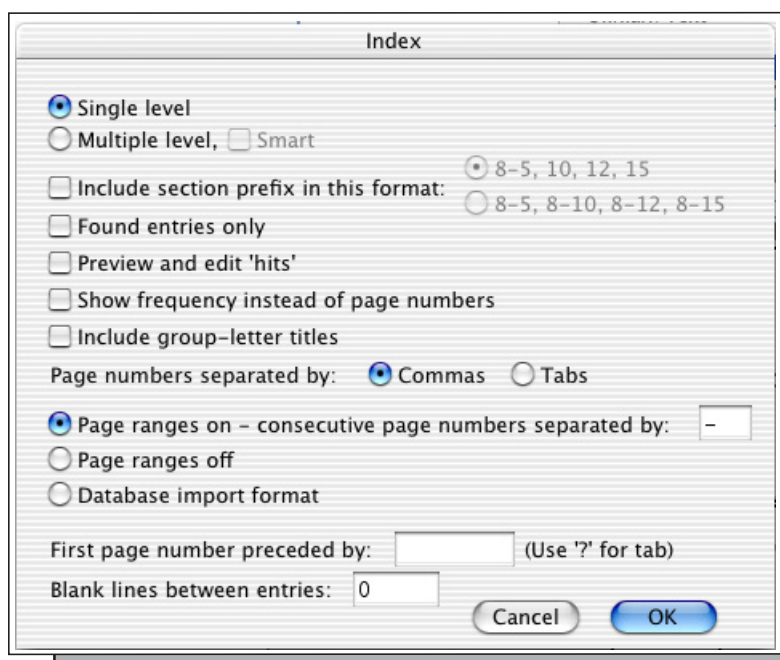 Index
Single level
Multiple level, Smart
8-5, 10, 12, 15
Include section prefix in this format:
8-5, 8-10, 8-12, 8-15
Found entries only
Preview and edit 'hits'
Show frequency instead of page numbers
Include group-letter titles
Page numbers separated by: Commas Tabs
Page ranges on - consecutive page numbers separated by: -
Page ranges off
Database import format
First page number preceded by: (Use '?' for tab)
Blank lines between entries: 0
Cancel OK